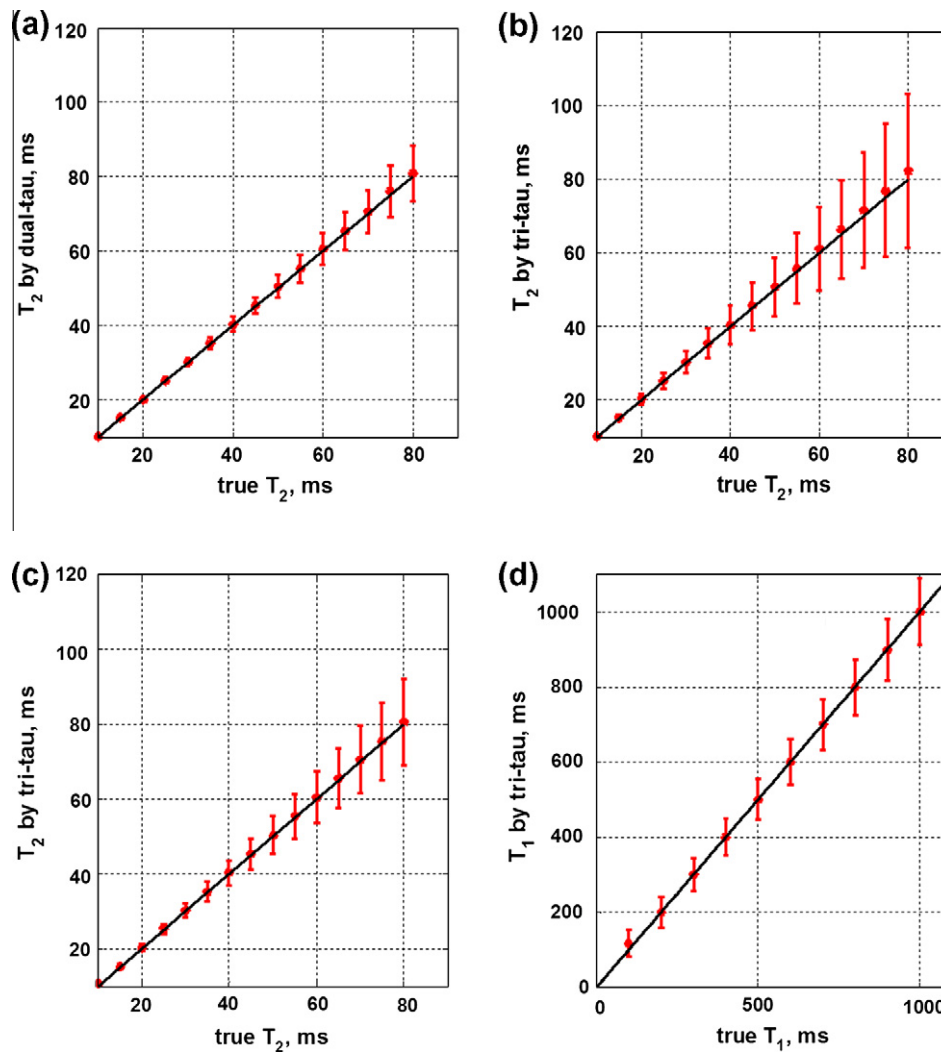 (a)
120
100
80
60
40
20
T₂ by dual-tau, ms
20 40 60 80
true T₂, ms
(b)
120
100
80
60
40
20
T₂ by tri-tau, ms
20 40 60 80
true T₂, ms
(c)
120
100
80
60
40
20
T₂ by tri-tau, ms
20 40 60 80
true T₂, ms
(d)
1000
800
600
400
200
0
T₁ by tri-tau, ms
0 500 1000
true T₁, ms